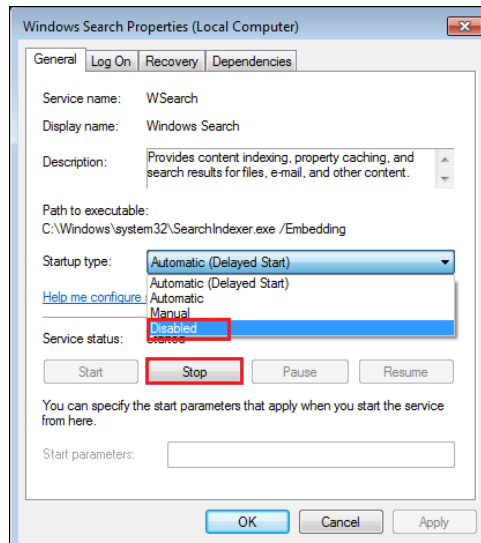 Windows Search Properties (Local Computer)
General Log On Recovery Dependencies
Service name: WSearch
Display name: Windows Search
Description: Provides content indexing, property caching, and
search results for files, e-mail, and other content.
Path to executable:
C:\Windows\system32\SearchIndexer.exe /Embedding
Startup type: Automatic (Delayed Start)
Automatic (Delayed Start)
Help me configure Automatic
Manual
Disabled
Service status:
Start Stop Pause Resume
You can specify the start parameters that apply when you start the service
from here.
Start parameters:
OK Cancel Apply